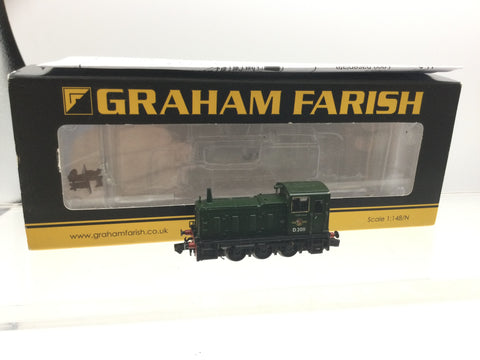 GRAHAM FARISH
D2011
www.grahamfarish.co.uk
Scale 1:148/N